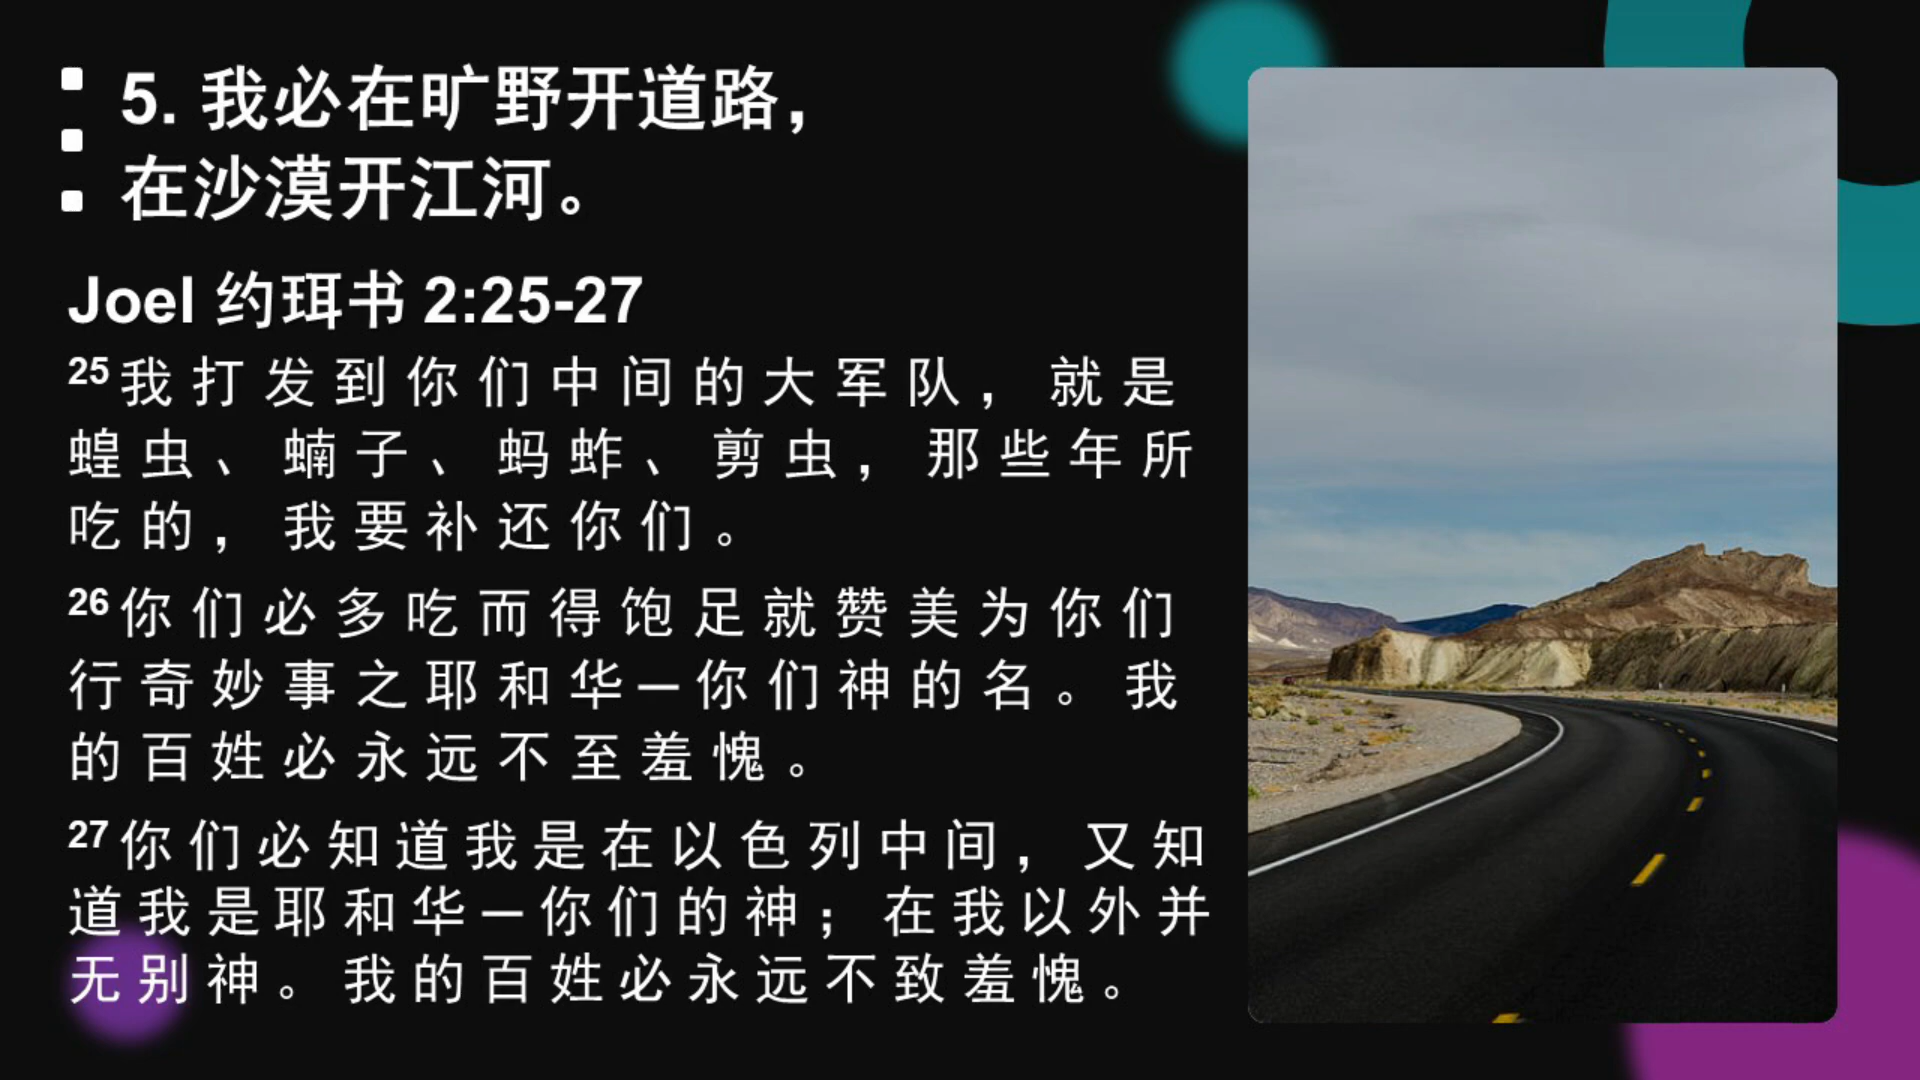 5. 我必在旷野开道路，
在沙漠开江河。
Joel 约珥书 2:25-27
25我打发到你们中间的大军队，就是
蝗虫、蝻子、蚂蚱、剪虫，那些年所
吃的，我要补还你们。
26你们必多吃而得饱足就赞美为你们
行奇妙事之耶和华─你们神的名。我
的百姓必永远不至羞愧。
27你们必知道我是在以色列中间，又知
道我是耶和华─你们的神；在我以外并
无别神。我的百姓必永远不致羞愧。